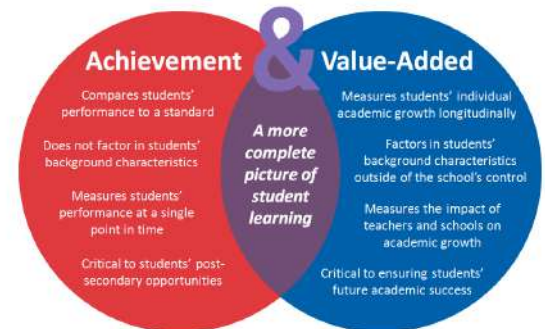 &
Achievement
Compares students'
performance to a standard
Does not factor in students'
background characteristics
Measures students'
performance at a single
point in time
Critical to students' post-
secondary opportunities
A more
complete
picture of
student
learning
Value-Added
Measures students' individual
academic growth longitudinally
Factors in students'
background characteristics
outside of the school's control
Measures the impact of
teachers and schools on
academic growth
Critical to ensuring students'
future academic success